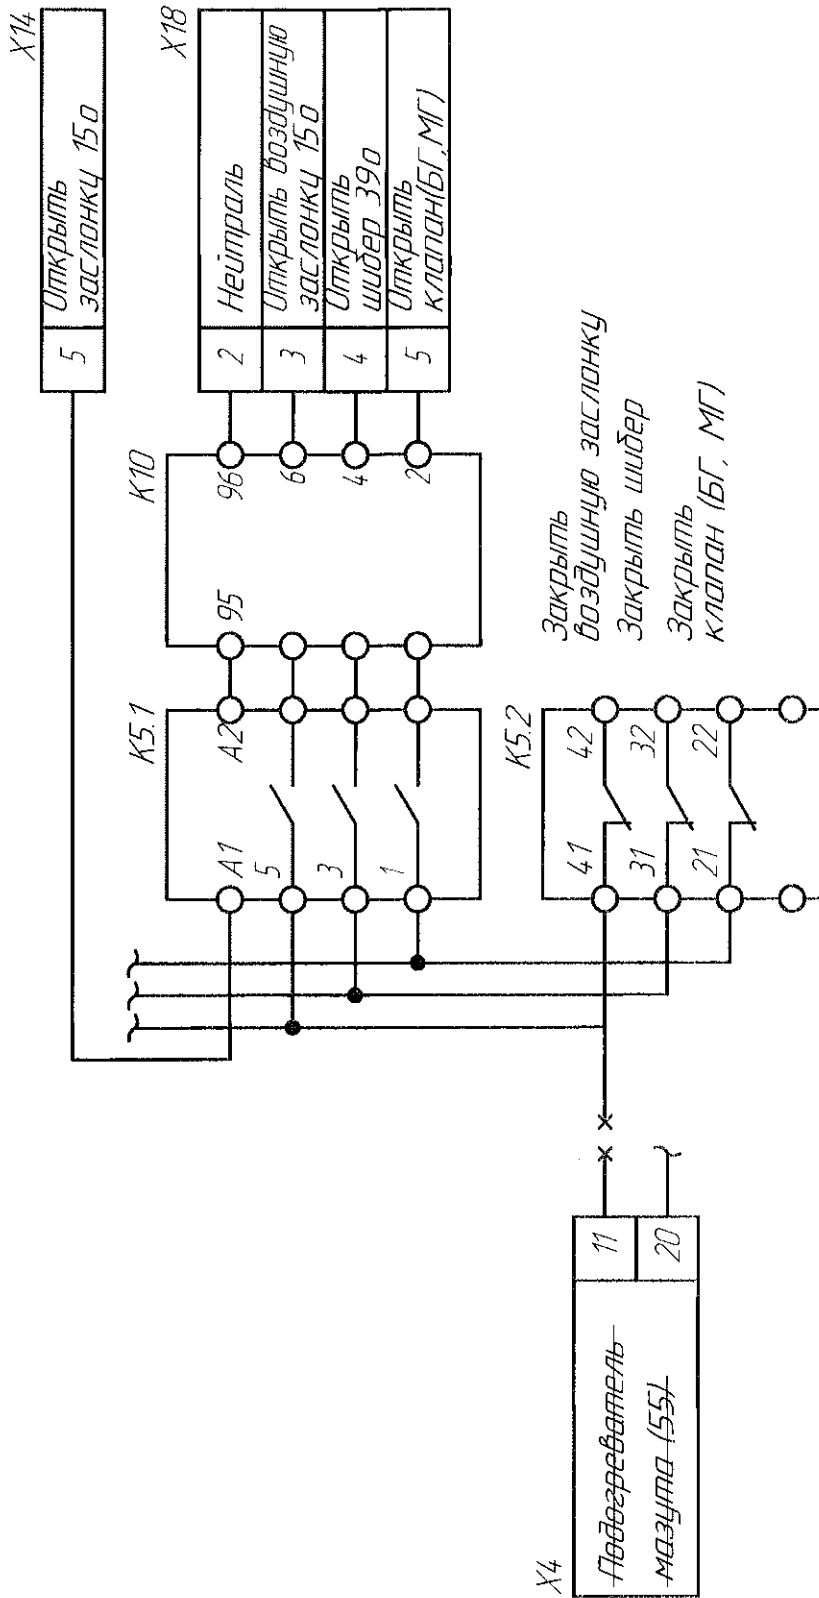 X14
5
Открыть
заслонку 15о
X18
2
Нейтраль
3
Открыть воздушную
заслонку 15о
4
Открыть
шибер 39о
5
Открыть
клапан(БГ,МГ)
K10
95
96
6
4
2
K5.1
A1
A2
5
3
1
K5.2
41
42
31
32
21
22
Закрыть
воздушную заслонку
Закрыть шибер
Закрыть
клапан (БГ, МГ)
X4
Подогреватель
мазута (55)
11
20